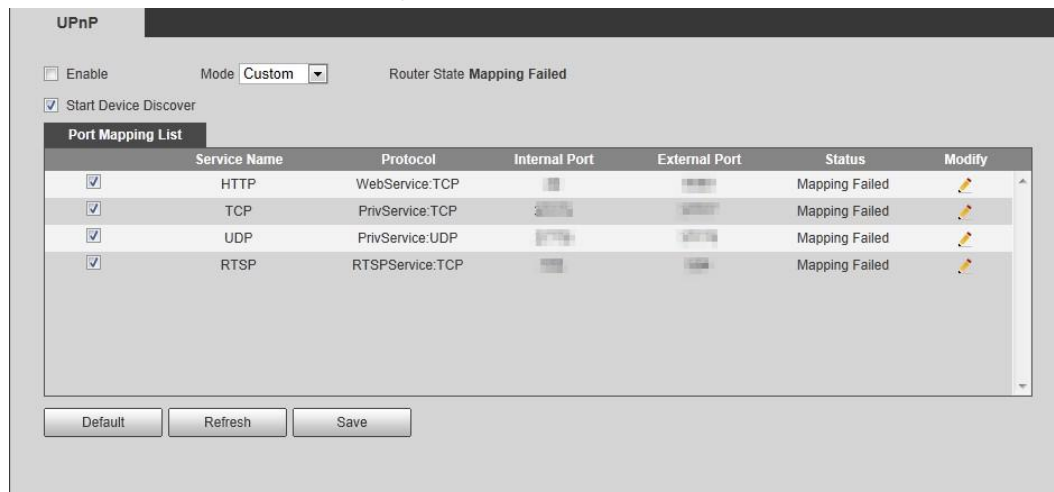 UPnP
Enable Mode Custom Router State Mapping Failed
Start Device Discover
Port Mapping List
Service Name Protocol Internal Port External Port Status Modify
HTTP WebService:TCP Mapping Failed
TCP PrivService:TCP Mapping Failed
UDP PrivService:UDP Mapping Failed
RTSP RTSPService:TCP Mapping Failed
Default Refresh Save